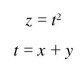 z = t²
t = x + y